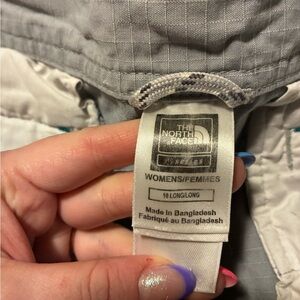 THE
NORTH
FACE
WOMENS/FEMMES
10 LONG/LONG
Made in Bangladesh
Fabriqué au Bangladesh